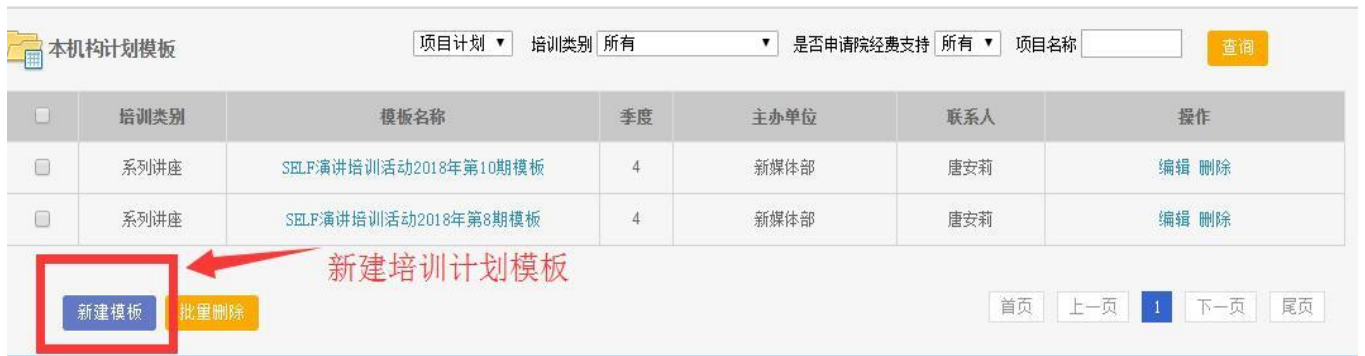 本机构计划模板 项目计划 培训类别 所有 是否申请院经费支持 所有 项目名称 查询
培训类别 模板名称 季度 主办单位 联系人 操作
系列讲座 SELF演讲培训活动2018年第10期模板 4 新媒体部 唐安莉 编辑 删除
系列讲座 SELF演讲培训活动2018年第8期模板 4 新媒体部 唐安莉 编辑 删除
新建培训计划模板
新建模板 批量删除 首页 上一页 1 下一页 尾页